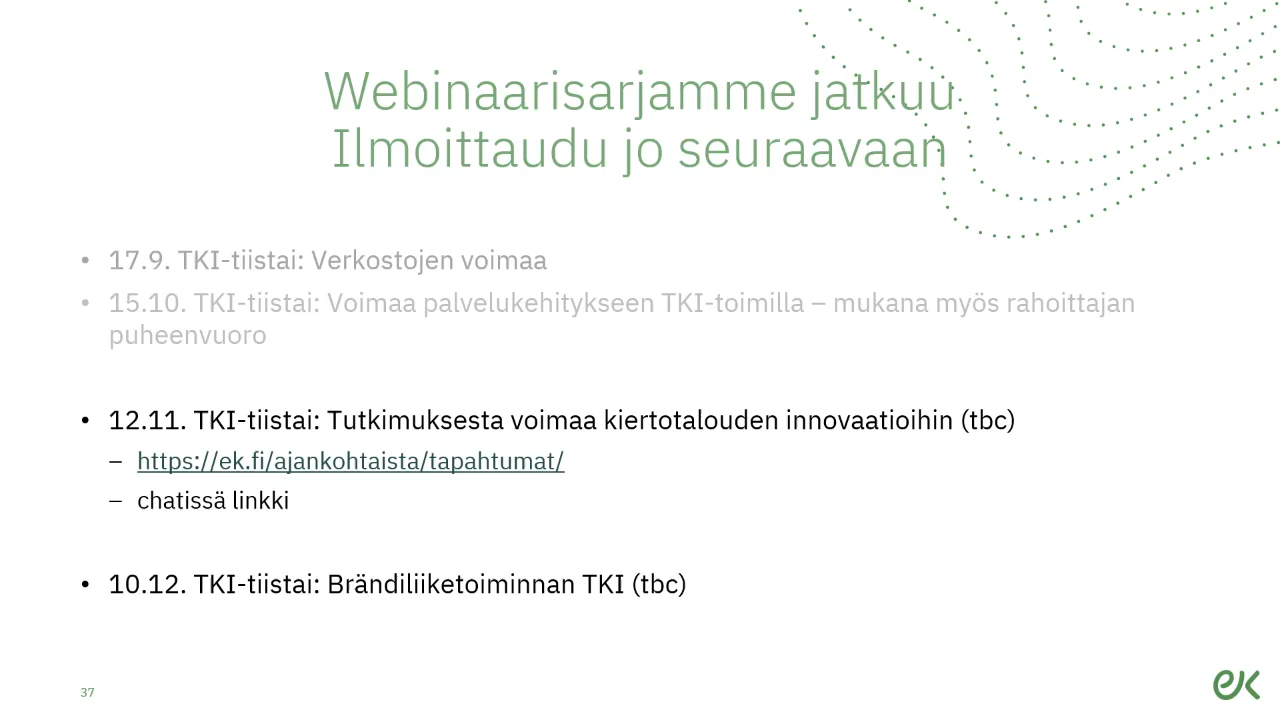 Webinaarisarjamme jatkuu
Ilmoittaudu jo seuraavaan
• 17.9. TKI-tiistai: Verkostojen voimaa
• 15.10. TKI-tiistai: Voimaa palvelukehitykseen TKI-toimilla – mukana myös rahoittajan
puheenvuoro
• 12.11. TKI-tiistai: Tutkimuksesta voimaa kiertotalouden innovaatioihin (tbc)
– https://ek.fi/ajankohtaista/tapahtumat/
– chatissä linkki
• 10.12. TKI-tiistai: Brändiliiketoiminnan TKI (tbc)
37
ek